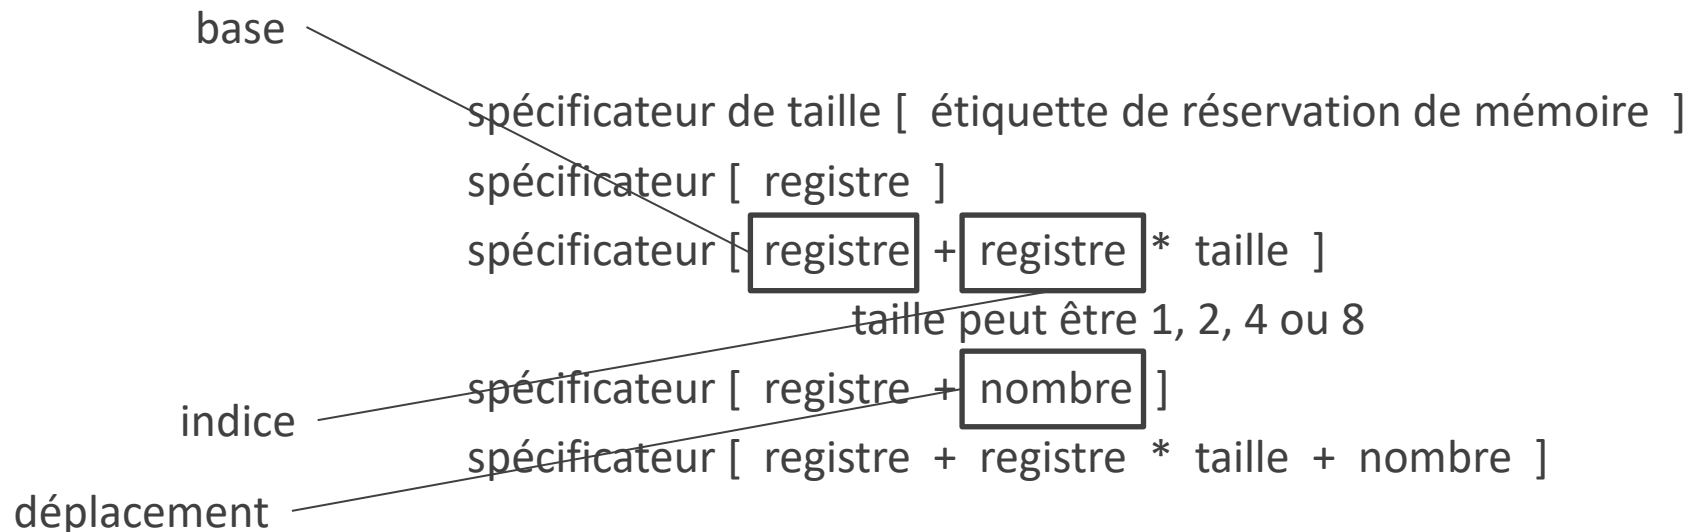 base
spécificateur de taille [ étiquette de réservation de mémoire ]
spécificateur [ registre ]
spécificateur [ registre + registre * taille ]
taille peut être 1, 2, 4 ou 8
spécificateur [ registre + nombre ]
indice
spécificateur [ registre + registre * taille + nombre ]
déplacement